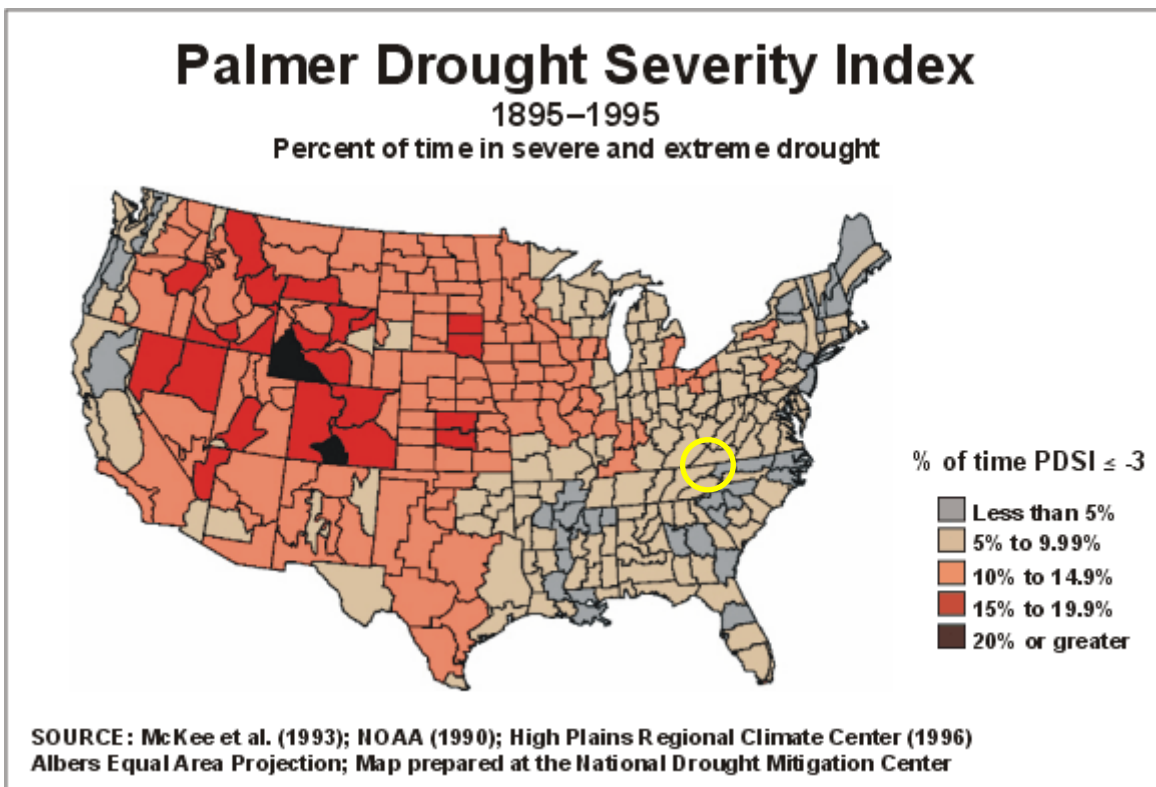 Palmer Drought Severity Index
1895–1995
Percent of time in severe and extreme drought
% of time PDSI ≤ -3
Less than 5%
5% to 9.99%
10% to 14.9%
15% to 19.9%
20% or greater
SOURCE: McKee et al. (1993); NOAA (1990); High Plains Regional Climate Center (1996)
Albers Equal Area Projection; Map prepared at the National Drought Mitigation Center